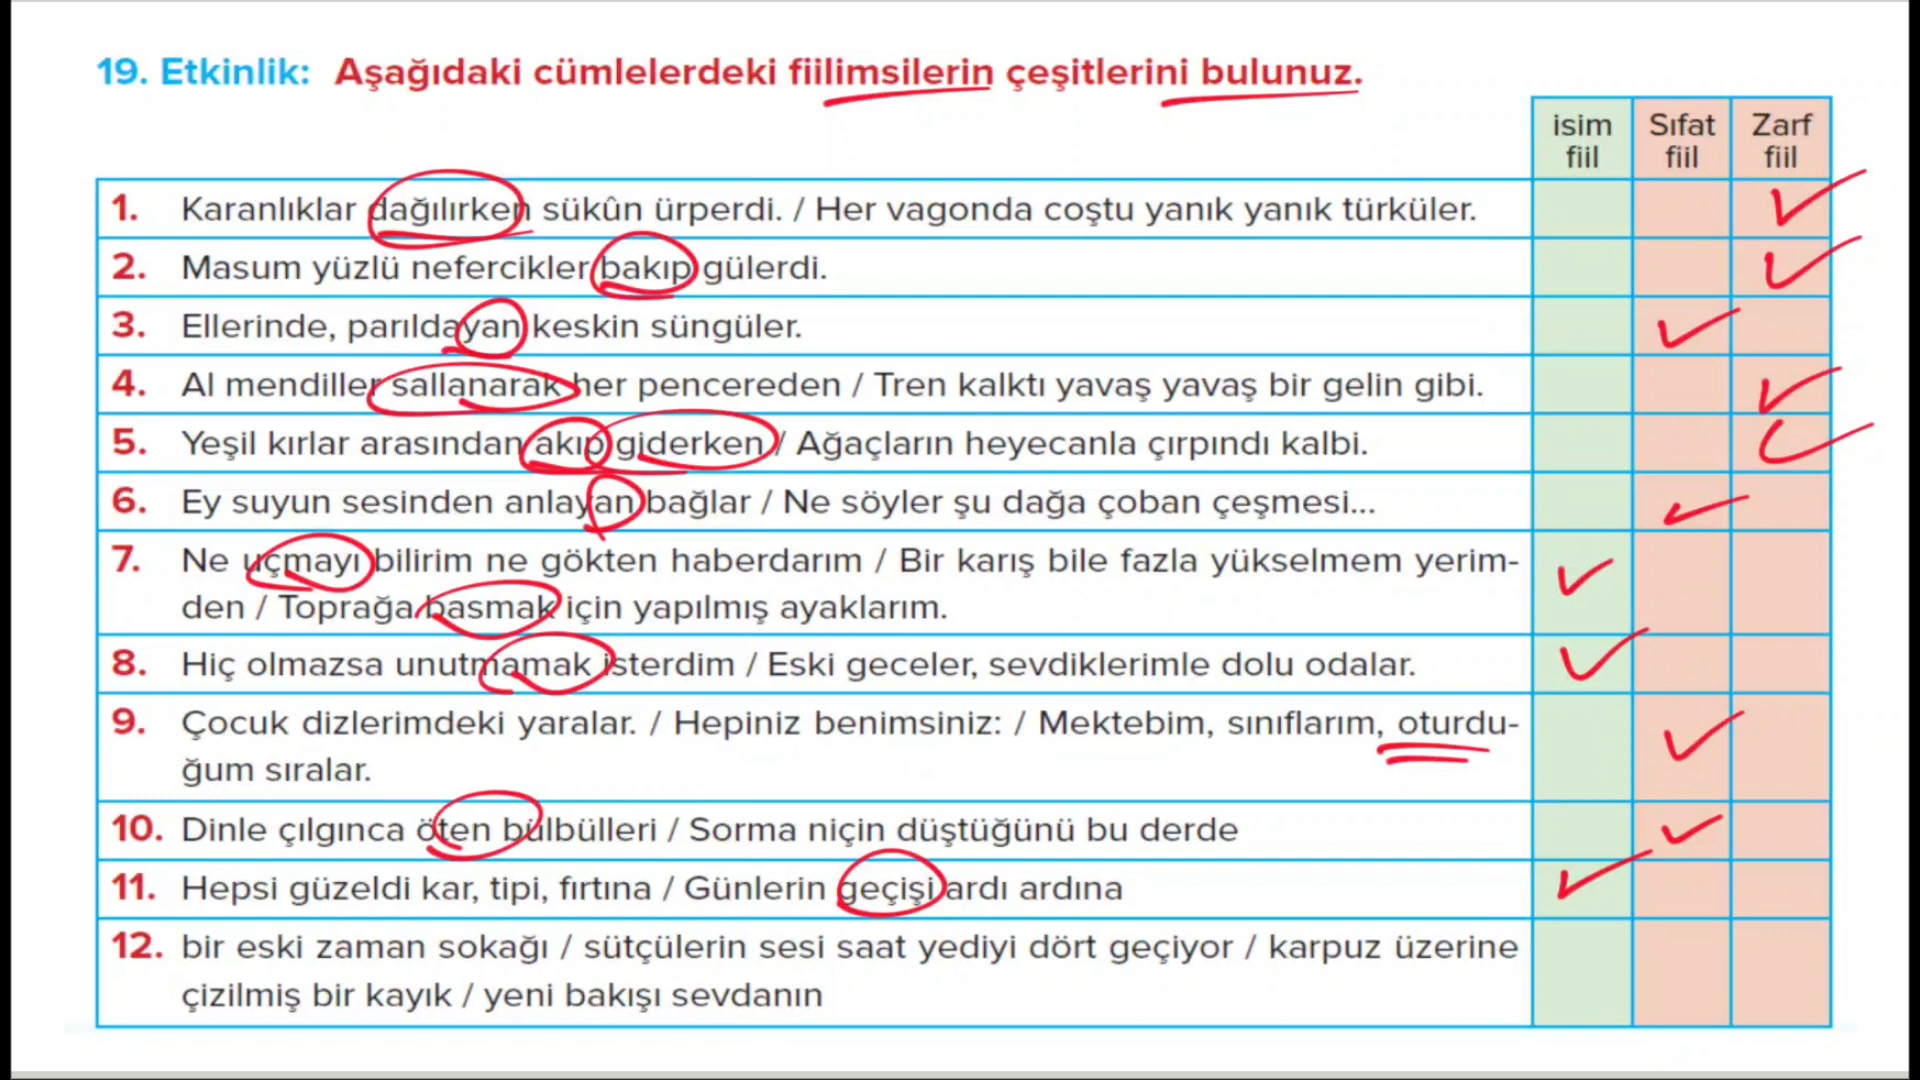 19. Etkinlik: Aşağıdaki cümlelerdeki fiilimsilerin çeşitlerini bulunuz.
isim fiil
Sıfat fiil
Zarf fiil
1. Karanlıklar dağılırken sükûn ürperdi. / Her vagonda coştu yanık yanık türküler.
2. Masum yüzlü nefercikler bakıp gülerdi.
3. Ellerinde, parıldayan keskin süngüler.
4. Al mendiller sallanarak her pencereden / Tren kalktı yavaş yavaş bir gelin gibi.
5. Yeşil kırlar arasından akıp giderken / Ağaçların heyecanla çırpındı kalbi.
6. Ey suyun sesinden anlayan bağlar / Ne söyler şu dağa çoban çeşmesi...
7. Ne uçmayı bilirim ne gökten haberdarım / Bir karış bile fazla yükselmem yerim-
den / Toprağa basmak için yapılmış ayaklarım.
8. Hiç olmazsa unutmamak isterdim / Eski geceler, sevdiklerimle dolu odalar.
9. Çocuk dizlerimdeki yaralar. / Hepiniz benimsiniz: / Mektebim, sınıflarım, oturdu-
ğum sıralar.
10. Dinle çılgınca öten bülbülleri / Sorma niçin düştüğünü bu derde
11. Hepsi güzeldi kar, tipi, fırtına / Günlerin geçişi ardı ardına
12. bir eski zaman sokağı / sütçülerin sesi saat yediyi dört geçiyor / karpuz üzerine
çizilmiş bir kayık / yeni bakışı sevdanın